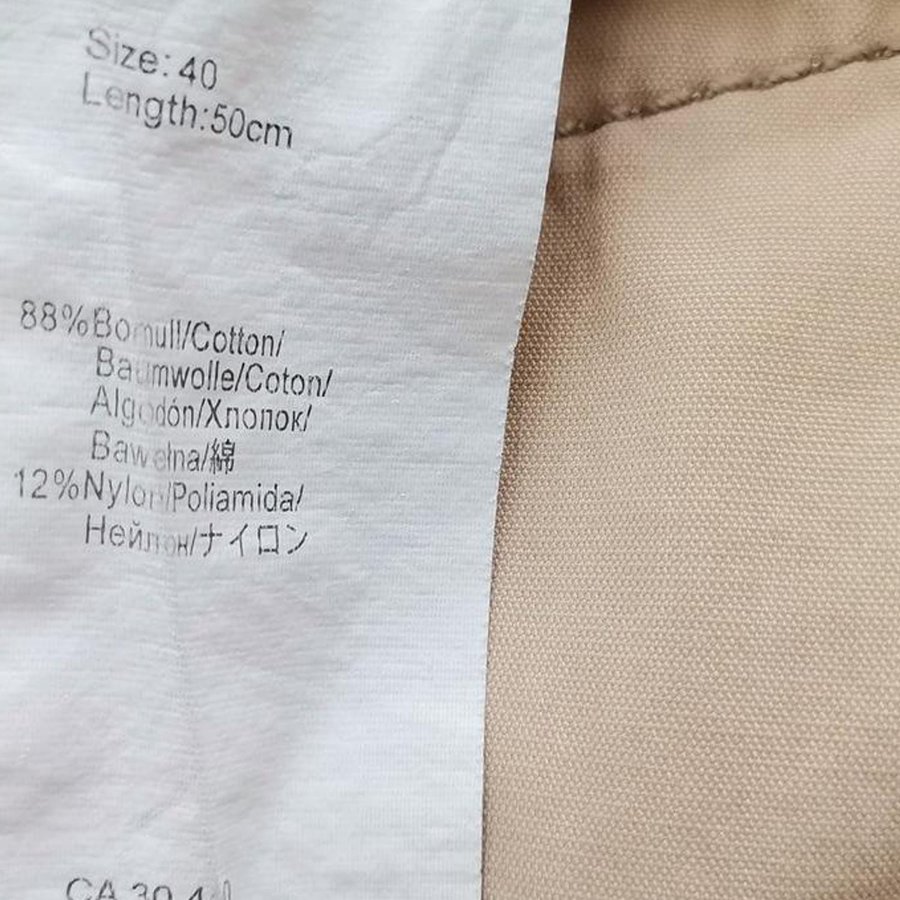 Size: 40
Length:50cm
88%Bomull/Cotton/
Baumwolle/Coton/
Algodón/Хлопок/
Bawełna/綿
12%Nylon/Poliamida/
Нейлон/ナイロン
CA